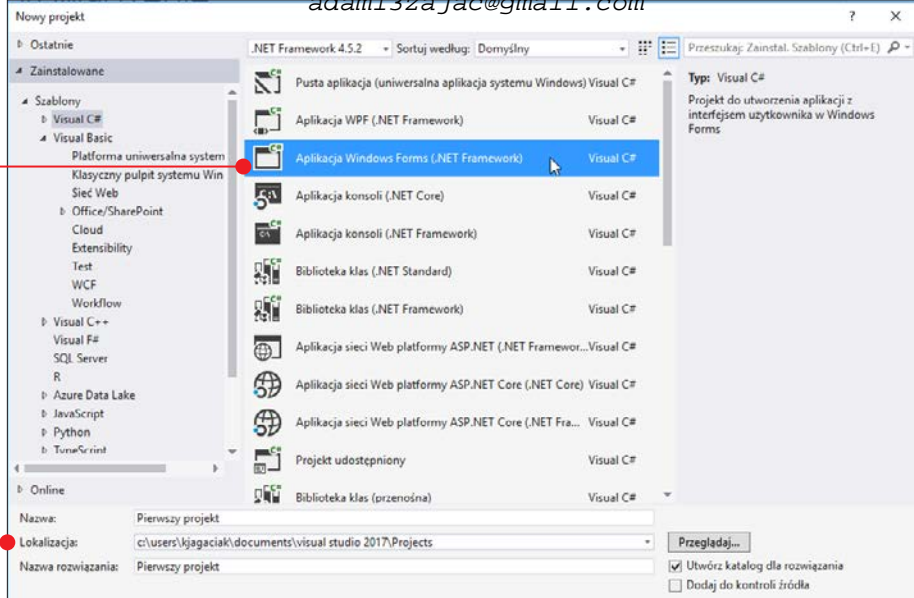 adam13zajac@gmail.com
Nowy projekt
Ostatnie
.NET Framework 4.5.2 Sortuj według: Domyślny
Przeszukaj: Zainstal. Szablony (Ctrl+E)
Zainstalowane
Szablony
Visual C#
Visual Basic
Platforma uniwersalna system
Klasyczny pulpit systemu Win
Sieć Web
Office/SharePoint
Cloud
Extensibility
Test
WCF
Workflow
Visual C++
Visual F#
SQL Server
R
Azure Data Lake
JavaScript
Python
TypeScript
Online
Pusta aplikacja (uniwersalna aplikacja systemu Windows) Visual C#
Aplikacja WPF (.NET Framework) Visual C#
Aplikacja Windows Forms (.NET Framework) Visual C#
Aplikacja konsoli (.NET Core) Visual C#
Aplikacja konsoli (.NET Framework) Visual C#
Biblioteka klas (.NET Standard) Visual C#
Biblioteka klas (.NET Framework) Visual C#
Aplikacja sieci Web platformy ASP.NET (.NET Framewor...Visual C#
Aplikacja sieci Web platformy ASP.NET Core (.NET Core) Visual C#
Aplikacja sieci Web platformy ASP.NET Core (.NET Fra... Visual C#
Projekt udostępniony Visual C#
Biblioteka klas (przenośna) Visual C#
Typ: Visual C#
Projekt do utworzenia aplikacji z
interfejsem użytkownika w Windows
Forms
Nazwa: Pierwszy projekt
Lokalizacja: c:\users\kjagaciak\documents\visual studio 2017\Projects
Przeglądaj...
Nazwa rozwiązania: Pierwszy projekt
Utwórz katalog dla rozwiązania
Dodaj do kontroli źródła